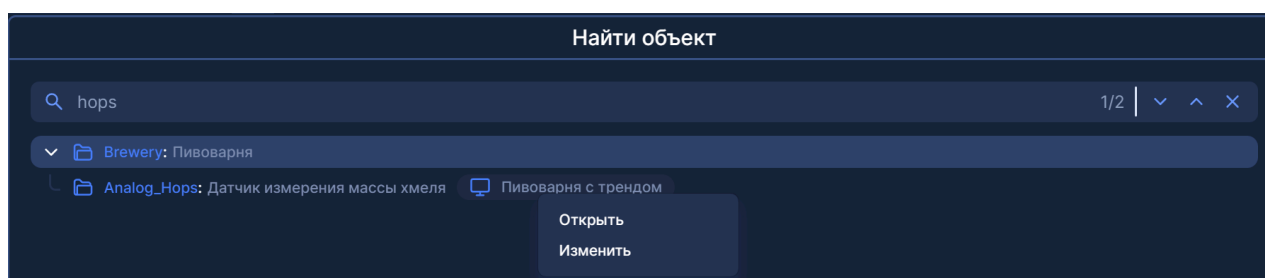 Найти объект
hops 1/2
Brewery: Пивоварня
Analog_Hops: Датчик измерения массы хмеля Пивоварня с трендом
Открыть
Изменить